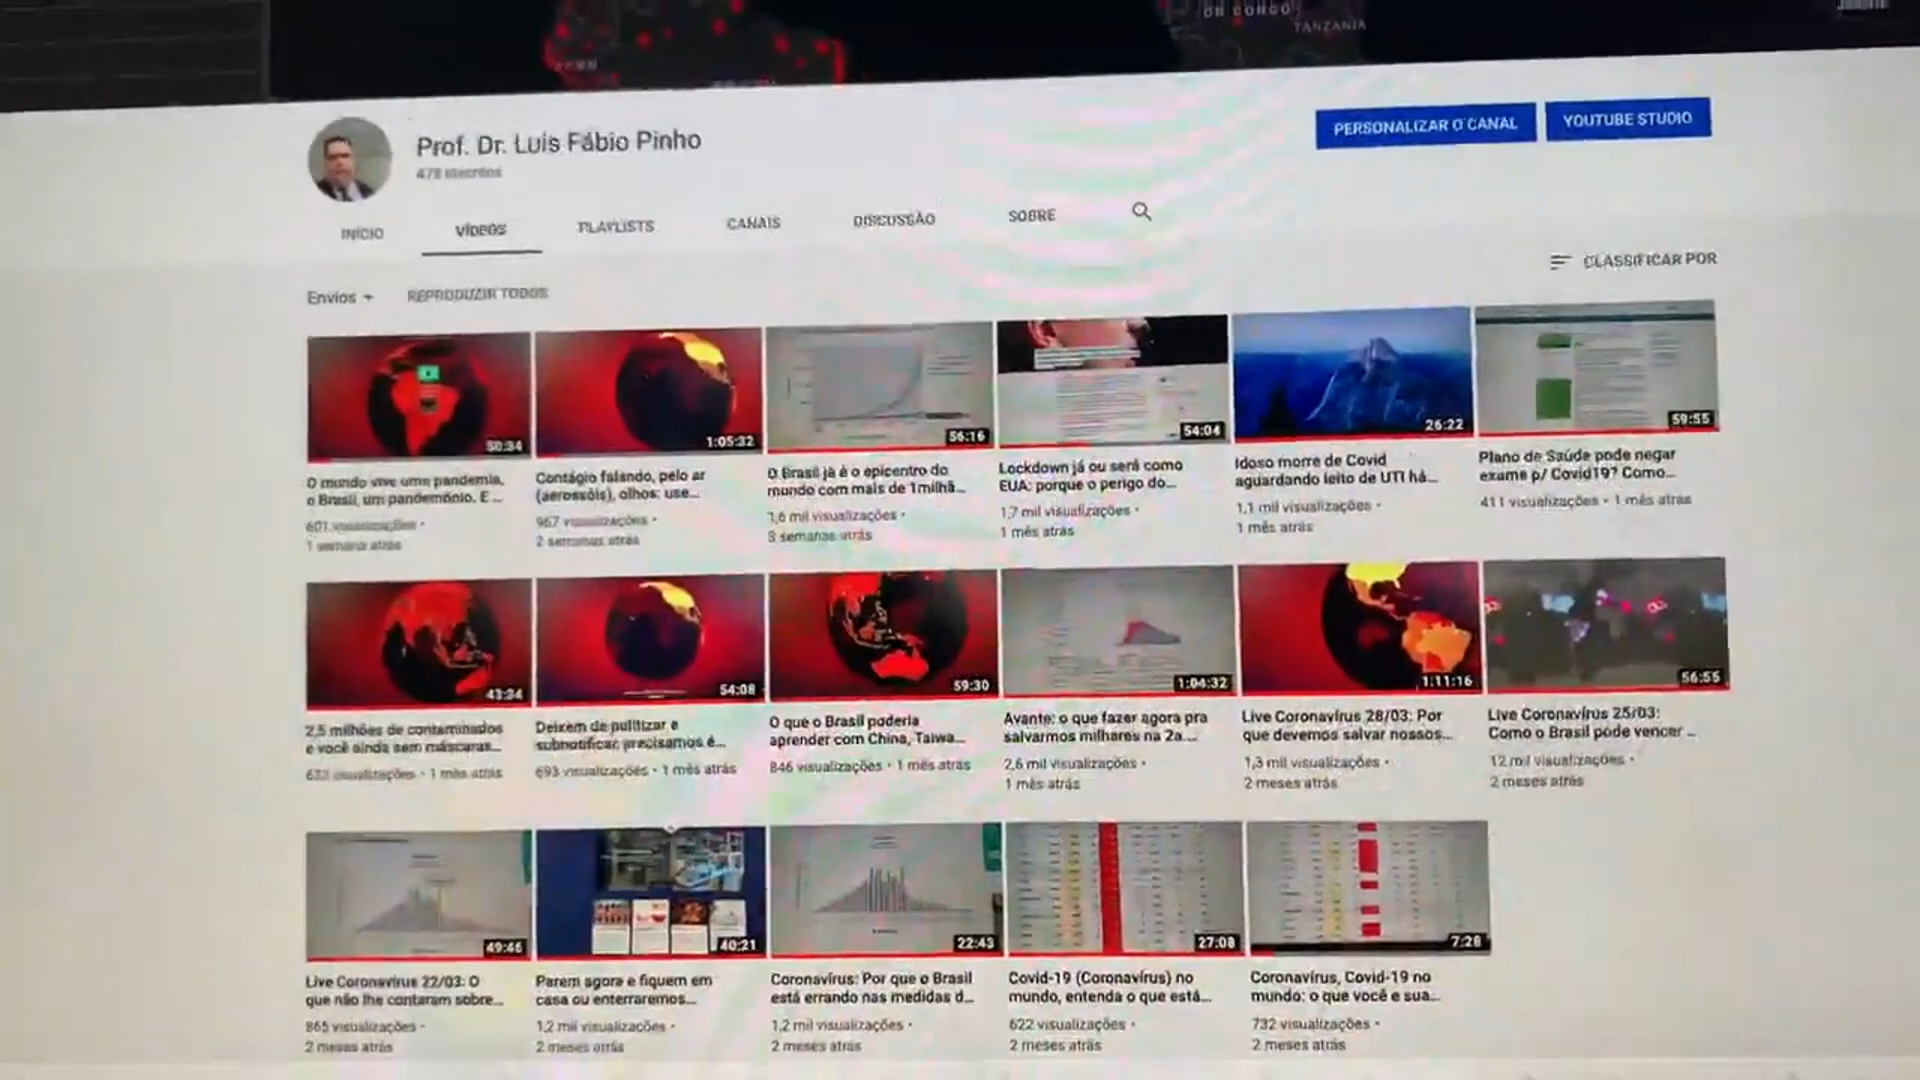 DR CONGO
TANZANIA
Prof. Dr. Luis Fábio Pinho
478 inscritos
PERSONALIZAR O CANAL
YOUTUBE STUDIO
INÍCIO
VÍDEOS
PLAYLISTS
CANAIS
DISCUSSÃO
SOBRE
Envios
REPRODUZIR TODOS
CLASSIFICAR POR
50:34
1:05:32
56:16
54:04
26:22
59:55
O mundo vive uma pandemia,
o Brasil, um pandemônio. E ...
601 visualizações •
1 semana atrás
Contágio falando, pelo ar
(aerossóis), olhos: use...
967 visualizações •
2 semanas atrás
O Brasil já é o epicentro do
mundo com mais de 1milhã...
1,6 mil visualizações •
3 semanas atrás
Lockdown já ou será como
EUA: porque o perigo do...
1,7 mil visualizações •
1 mês atrás
Idoso morre de Covid
aguardando leito de UTI há...
1,1 mil visualizações •
1 mês atrás
Plano de Saúde pode negar
exame p/ Covid19? Como...
411 visualizações • 1 mês atrás
43:34
54:08
59:30
1:04:32
1:11:16
56:55
2,5 milhões de contaminados
e você ainda sem máscaras...
visualizações • 1 mês atrás
Deixem de politizar e
subnotificar, precisamos é...
693 visualizações • 1 mês atrás
O que o Brasil poderia
aprender com China, Taiwa...
846 visualizações • 1 mês atrás
Avante: o que fazer agora pra
salvarmos milhares na 2a....
2,6 mil visualizações •
1 mês atrás
Live Coronavírus 28/03: Por
que devemos salvar nossos...
1,3 mil visualizações •
2 meses atrás
Live Coronavírus 25/03:
Como o Brasil pode vencer ...
12 mil visualizações •
2 meses atrás
49:46
40:21
22:43
27:08
7:28
Live Coronavírus 22/03: O
que não lhe contaram sobre...
865 visualizações •
2 meses atrás
Parem agora e fiquem em
casa ou enterraremos...
1,2 mil visualizações •
2 meses atrás
Coronavírus: Por que o Brasil
está errando nas medidas d...
1,2 mil visualizações •
2 meses atrás
Covid-19 (Coronavírus) no
mundo, entenda o que está...
622 visualizações •
2 meses atrás
Coronavírus, Covid-19 no
mundo: o que você e sua...
732 visualizações •
2 meses atrás